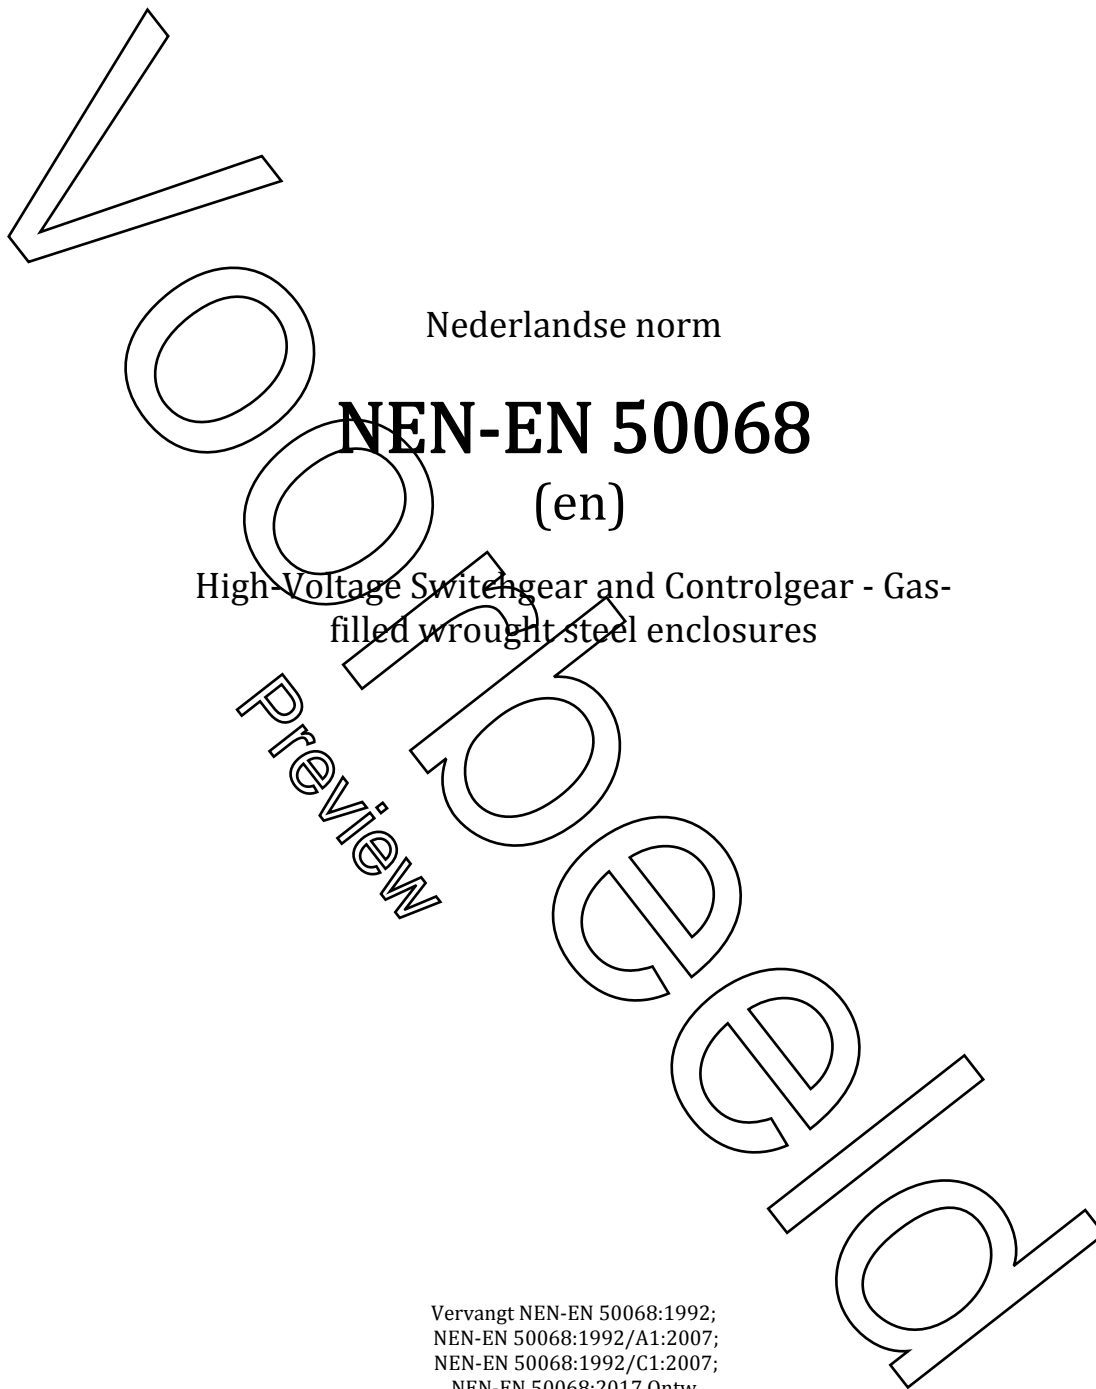 Nederlandse norm
NEN-EN 50068
(en)
High-Voltage Switchgear and Controlgear - Gas-
filled wrought steel enclosures
Voorbeeld
Preview
Vervangt NEN-EN 50068:1992;
NEN-EN 50068:1992/A1:2007;
NEN-EN 50068:1992/C1:2007;
NEN-EN 50068:2017 Ontw.